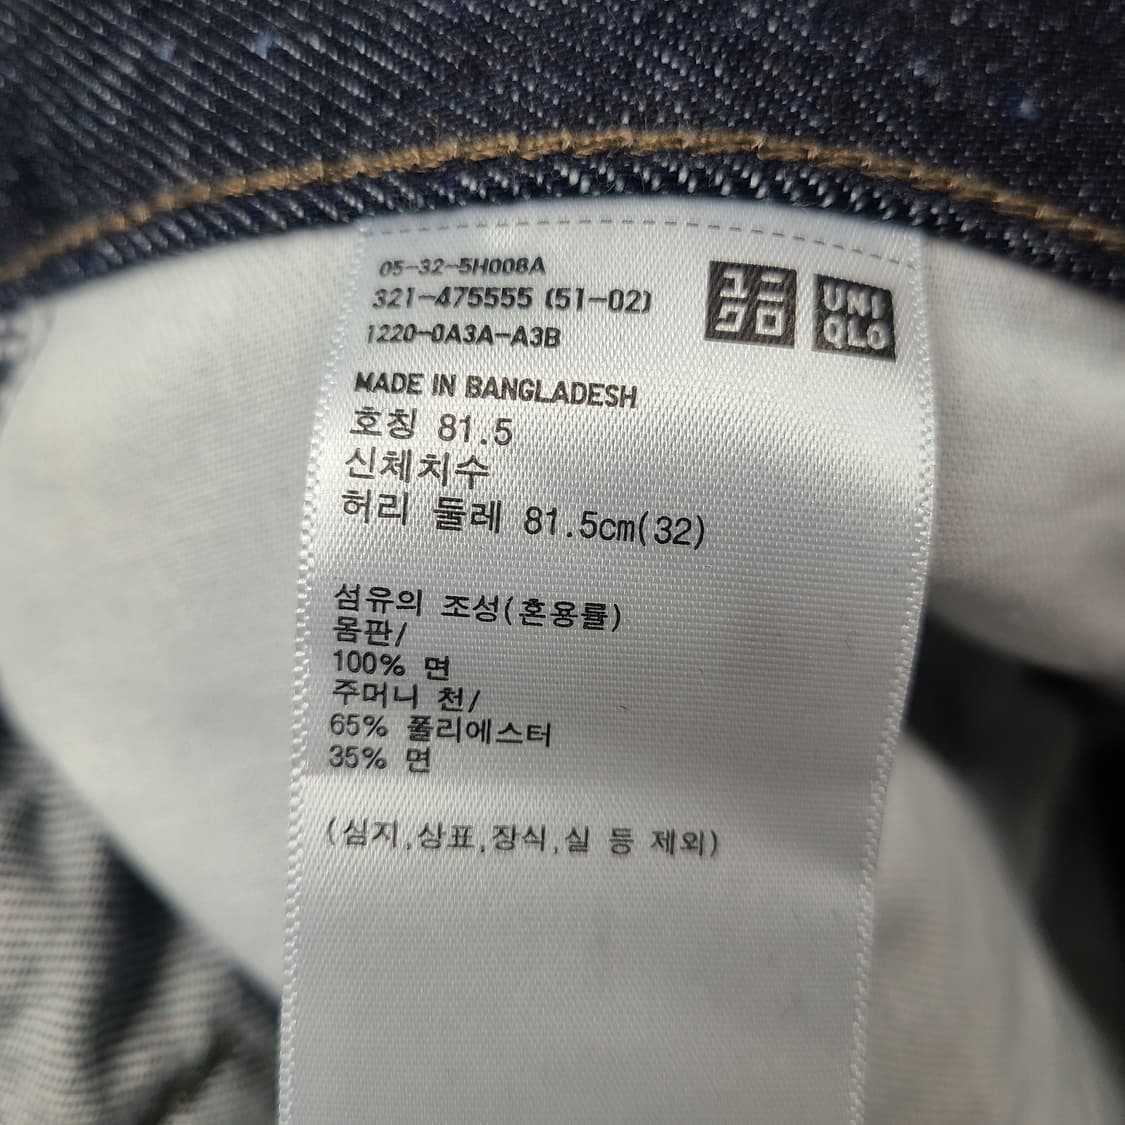 05-32-5H008A
321-475555 (51-02)
1220-0A3A-A3B
ユニ
クロ
UNI
QLO
MADE IN BANGLADESH
호칭 81.5
신체치수
허리 둘레 81.5cm(32)
섬유의 조성(혼용률)
몸판/
100% 면
주머니 천/
65% 폴리에스터
35% 면
(심지,상표,장식,실 등 제외)